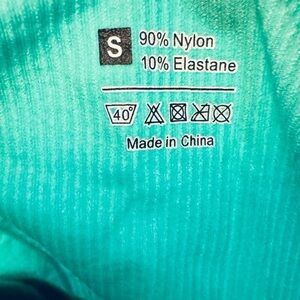 S
90% Nylon
10% Elastane
40°
Made in China